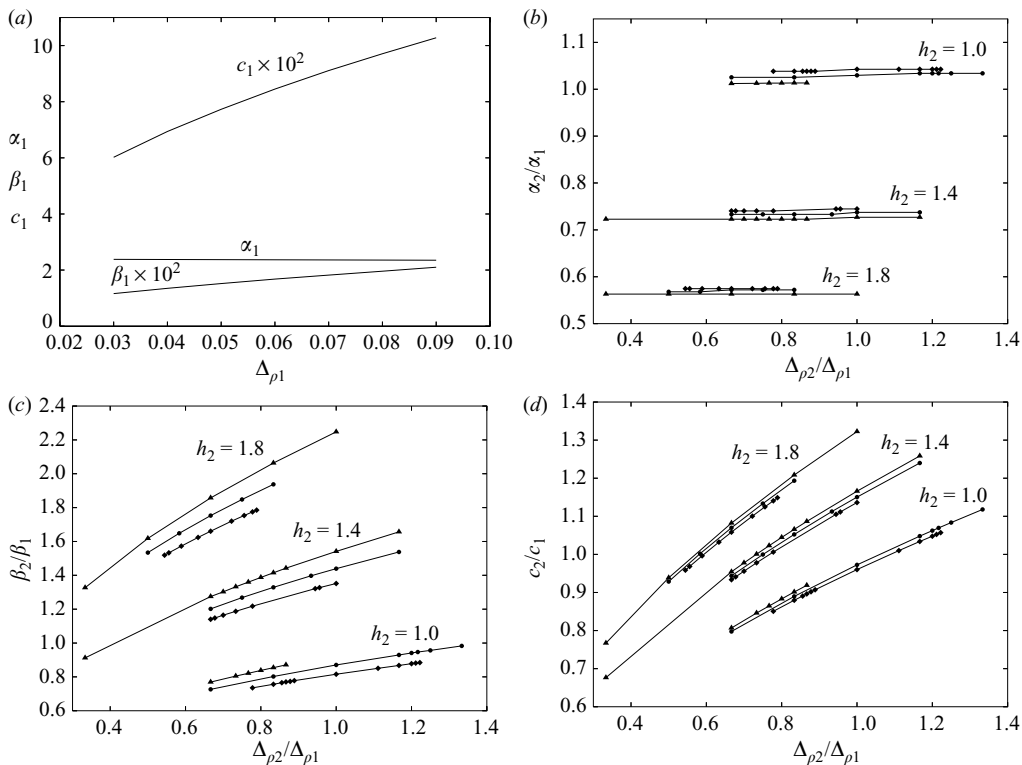 (a)
10
8
6
4
2
0
α₁
β₁
c₁
c₁ × 10²
α₁
β₁ × 10²
0.02 0.03 0.04 0.05 0.06 0.07 0.08 0.09 0.10
Δρ1
(b)
1.1
1.0
0.9
0.8
0.7
0.6
0.5
α₂/α₁
h₂ = 1.0
h₂ = 1.4
h₂ = 1.8
0.4 0.6 0.8 1.0 1.2 1.4
Δρ2/Δρ1
(c)
2.4
2.2
2.0
1.8
1.6
1.4
1.2
1.0
0.8
0.6
β₂/β₁
h₂ = 1.8
h₂ = 1.4
h₂ = 1.0
0.4 0.6 0.8 1.0 1.2 1.4
Δρ2/Δρ1
(d)
1.4
1.3
1.2
1.1
1.0
0.9
0.8
0.7
0.6
c₂/c₁
h₂ = 1.8
h₂ = 1.4
h₂ = 1.0
0.4 0.6 0.8 1.0 1.2 1.4
Δρ2/Δρ1